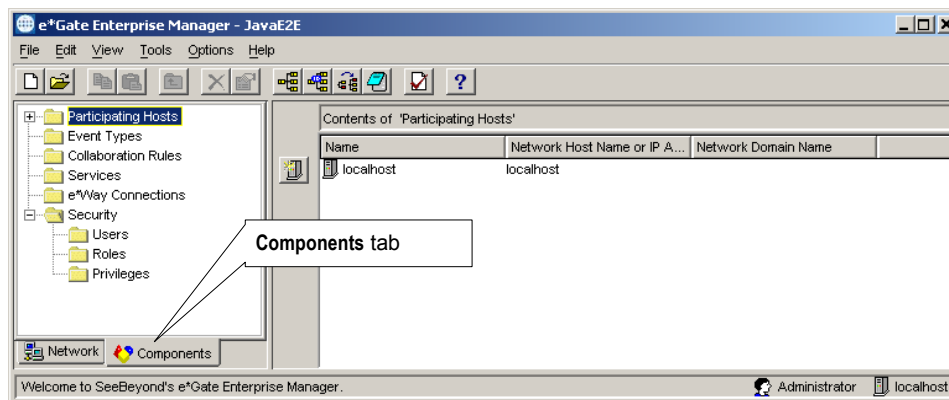 e*Gate Enterprise Manager - JavaE2E
File Edit View Tools Options Help
?
Participating Hosts
Event Types
Collaboration Rules
Services
e*Way Connections
Security
Users
Roles
Privileges
Network
Components
Contents of 'Participating Hosts'
Name Network Host Name or IP A... Network Domain Name
localhost localhost
Components tab
Welcome to SeeBeyond's e*Gate Enterprise Manager. Administrator localhost